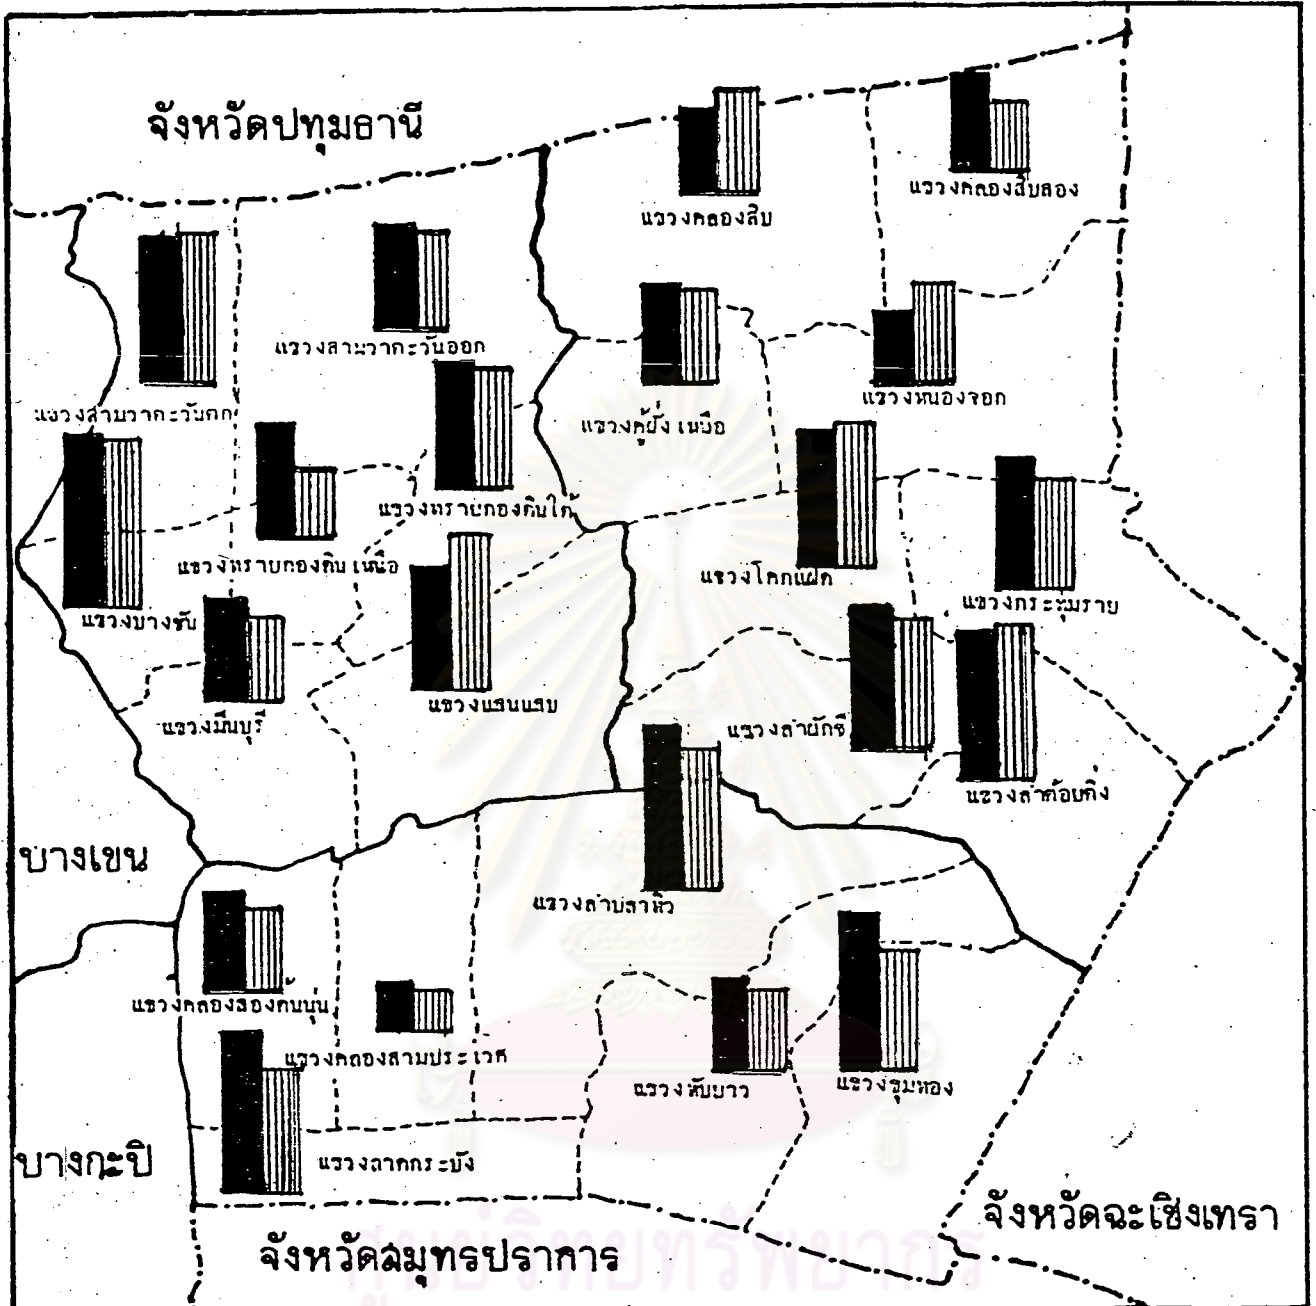 จังหวัดปทุมธานี
แขวงคลองสิบสอง
แขวงคลองสิบ
แขวงสามวาตะวันออก
แขวงหนองจอก
แขวงสามวาตะวันตก
แขวงคู้ฝั่งเหนือ
แขวงทรายกองดินใต้
แขวงทรายกองดินเหนือ
แขวงโคกแฝด
แขวงกระทุ่มราย
แขวงบางชัน
แขวงแสนแสบ
แขวงมีนบุรี
แขวงลำผักชี
แขวงลำต้อยติ่ง
บางเขน
แขวงลำปลาทิว
แขวงคลองสองต้นนุ่น
แขวงคลองสามประเวศ
แขวงทับยาว
แขวงขุมทอง
บางกะปิ
แขวงลาดกระบัง
จังหวัดฉะเชิงเทรา
จังหวัดสมุทรปราการ
ศูนย์วิทยทรัพยากร